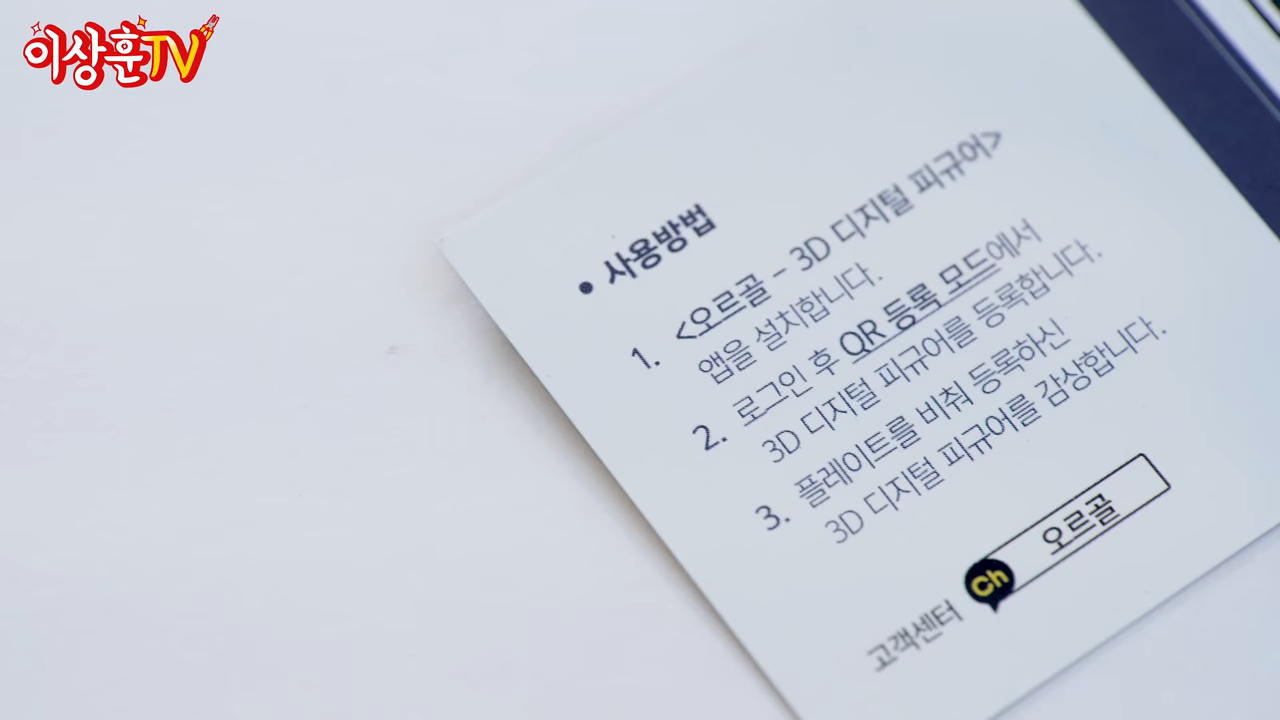 이상훈TV
• 사용방법
1. <오르골 - 3D 디지털 피규어>
앱을 설치합니다.
2. 로그인 후 QR 등록 모드에서
3D 디지털 피규어를 등록합니다.
3. 플레이트를 비춰 등록하신
3D 디지털 피규어를 감상합니다.
고객센터 Ch 오르골